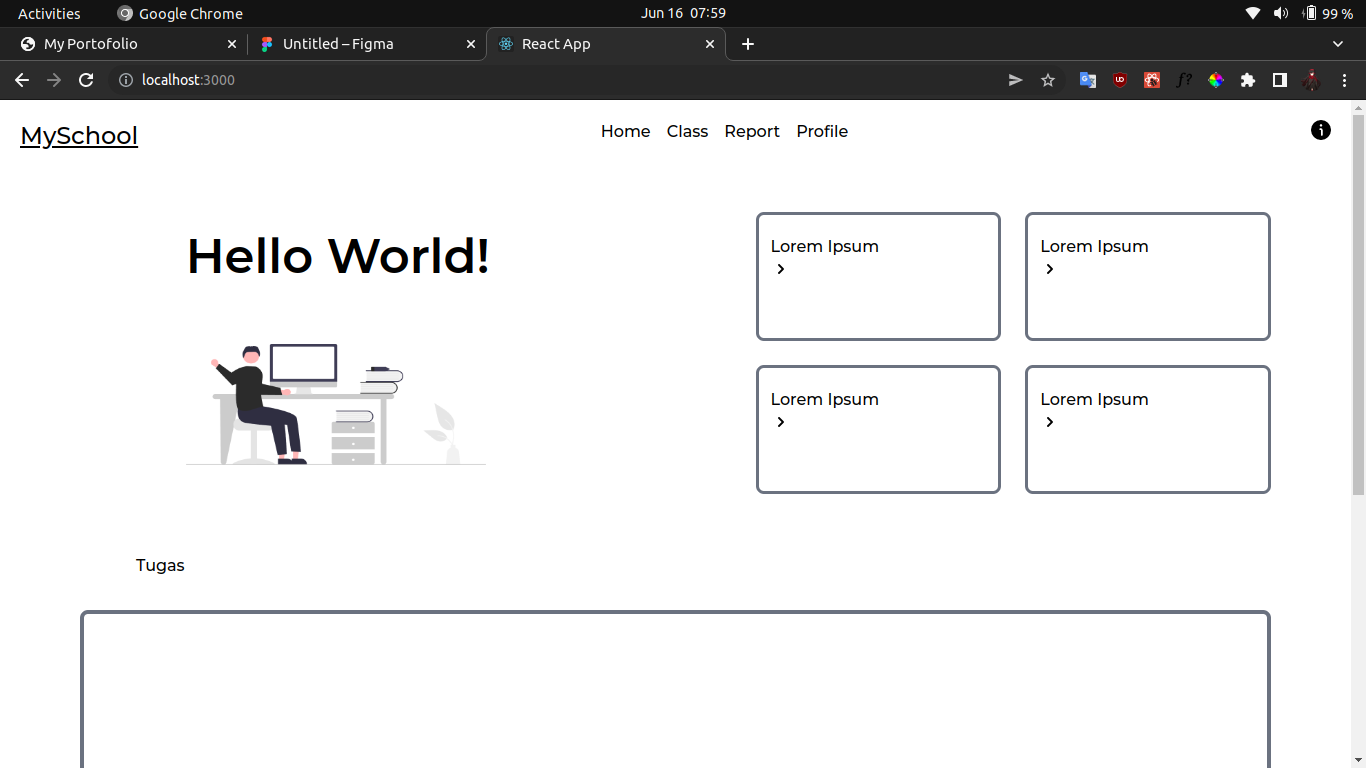 Activities Google Chrome Jun 16 07:59 99 %
My Portofolio Untitled – Figma React App
localhost:3000
MySchool Home Class Report Profile
Hello World!
Lorem Ipsum Lorem Ipsum
Lorem Ipsum Lorem Ipsum
Tugas